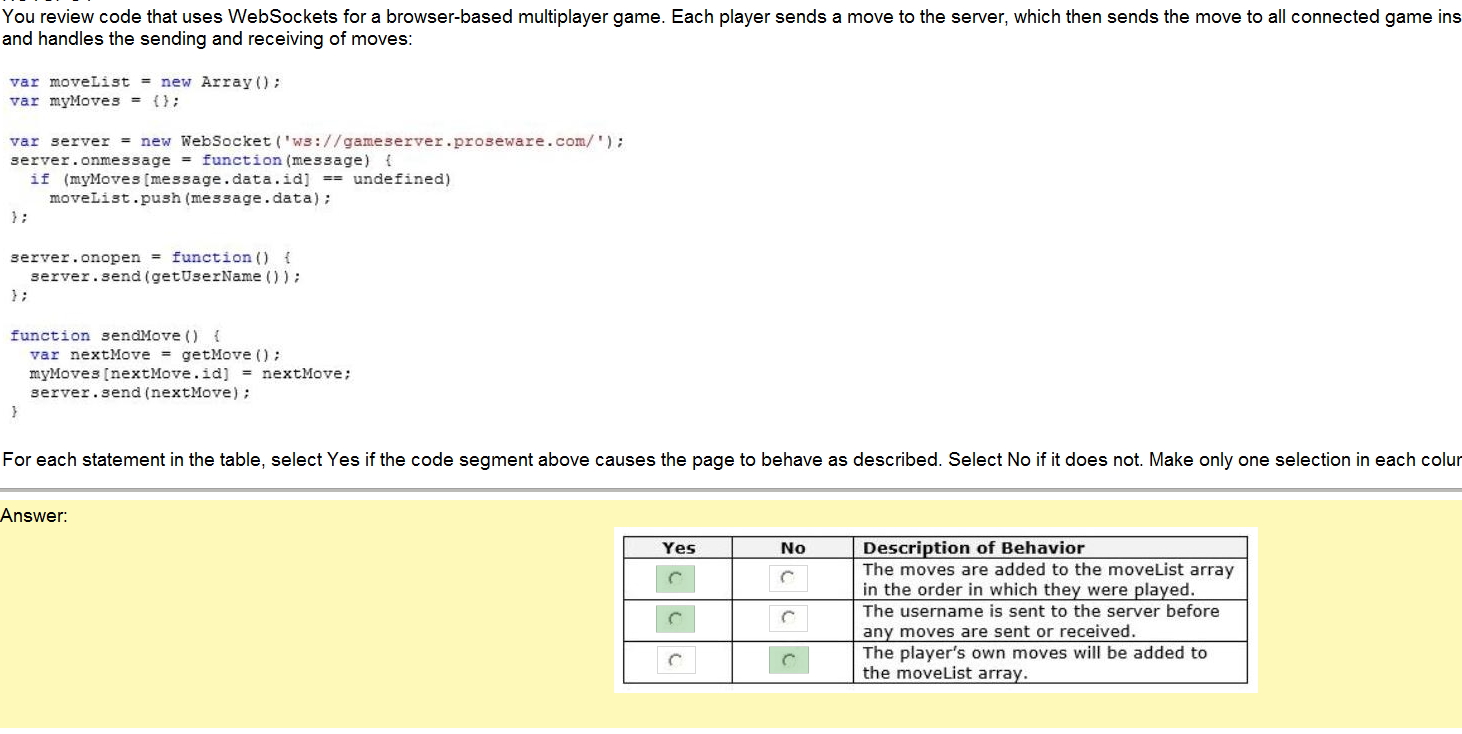 You review code that uses WebSockets for a browser-based multiplayer game. Each player sends a move to the server, which then sends the move to all connected game ins
and handles the sending and receiving of moves:
var moveList = new Array();
var myMoves = {};
var server = new WebSocket('ws://gameserver.proseware.com/');
server.onmessage = function(message) {
if (myMoves[message.data.id] == undefined)
moveList.push(message.data);
};
server.onopen = function() {
server.send(getUserName());
};
function sendMove() {
var nextMove = getMove();
myMoves[nextMove.id] = nextMove;
server.send(nextMove);
}
For each statement in the table, select Yes if the code segment above causes the page to behave as described. Select No if it does not. Make only one selection in each colu
Answer:
Yes No Description of Behavior
The moves are added to the moveList array
in the order in which they were played.
The username is sent to the server before
any moves are sent or received.
The player's own moves will be added to
the moveList array.